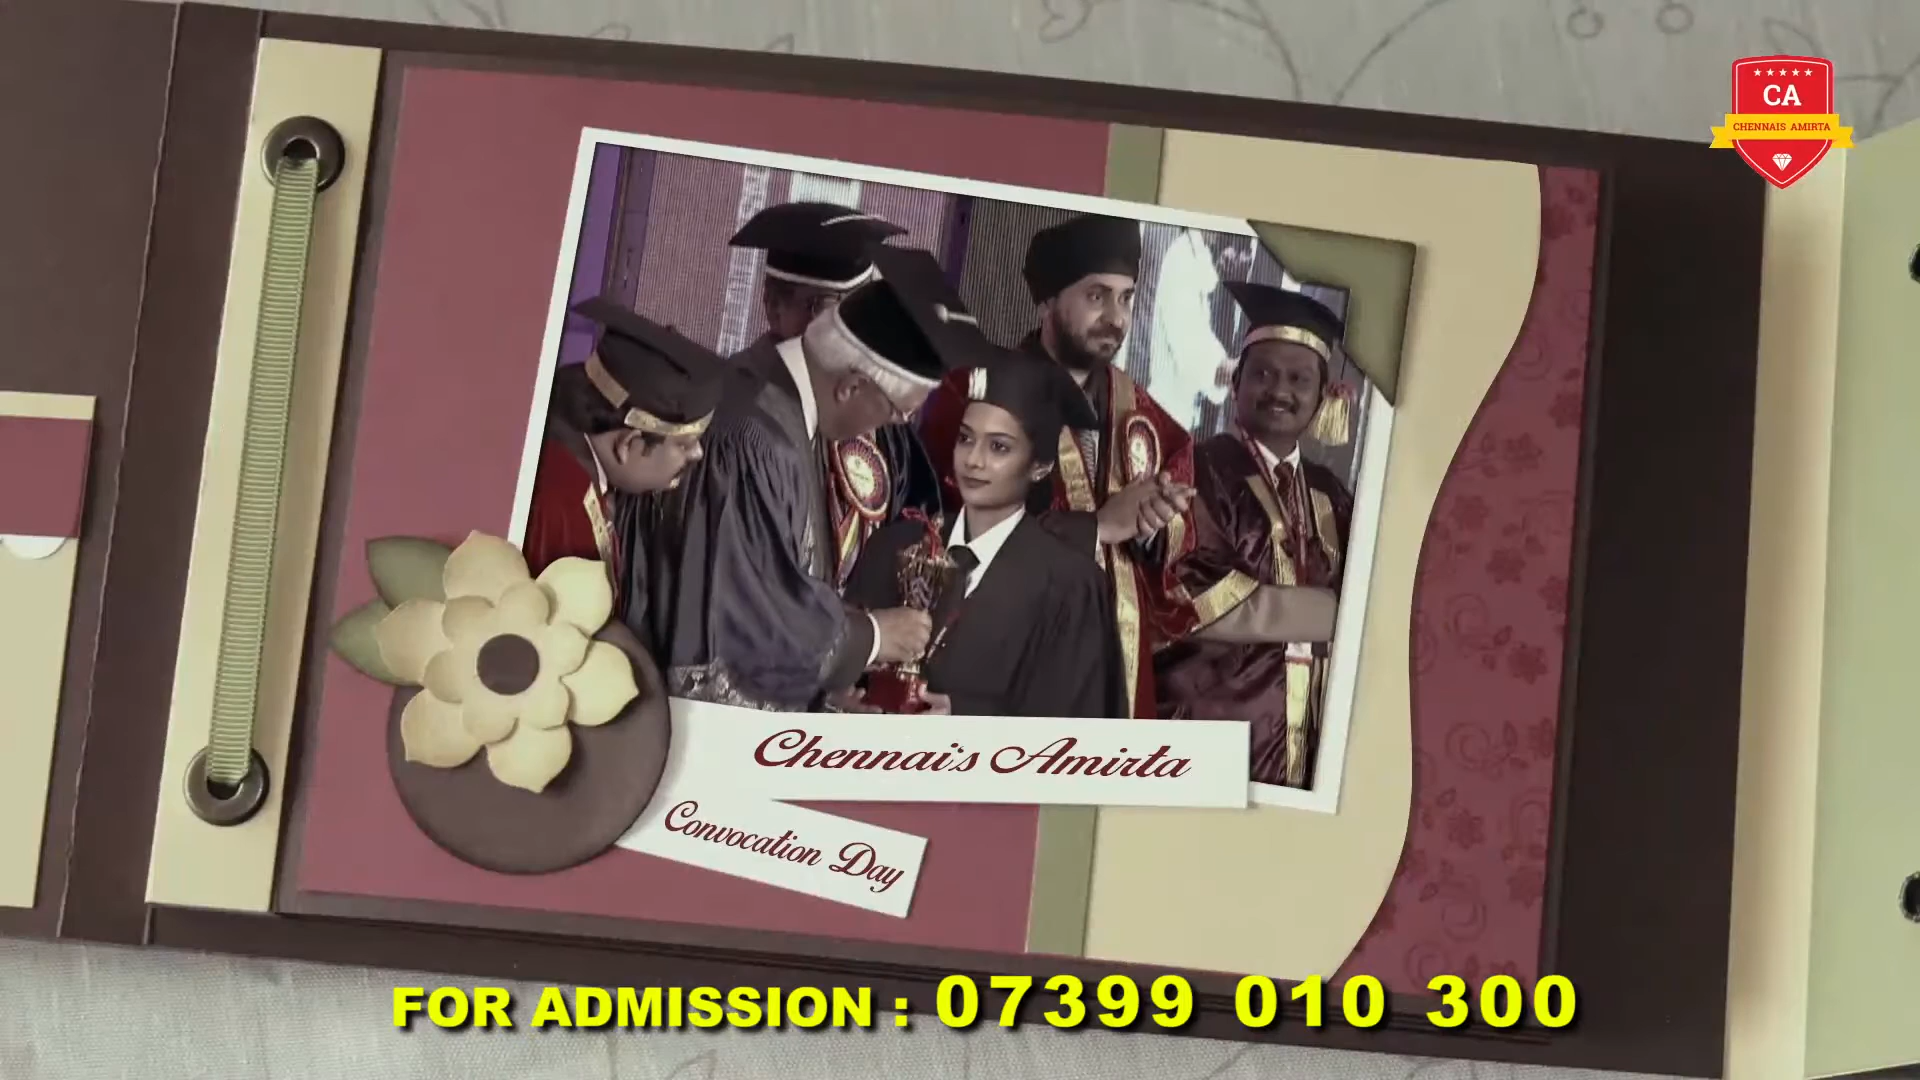 CA
CHENNAIS AMIRTA
Chennai's Amirta
Convocation Day
FOR ADMISSION : 07399 010 300